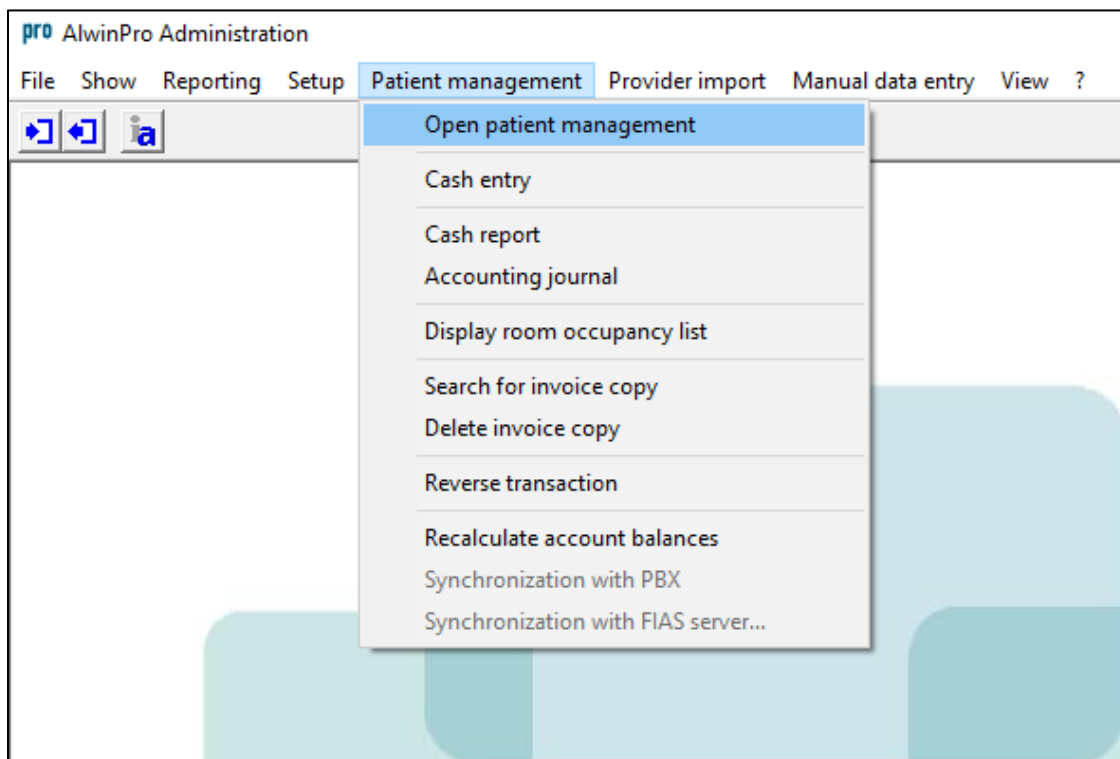 pro AlwinPro Administration
File Show Reporting Setup Patient management Provider import Manual data entry View ?
ia
Open patient management
Cash entry
Cash report
Accounting journal
Display room occupancy list
Search for invoice copy
Delete invoice copy
Reverse transaction
Recalculate account balances
Synchronization with PBX
Synchronization with FIAS server...